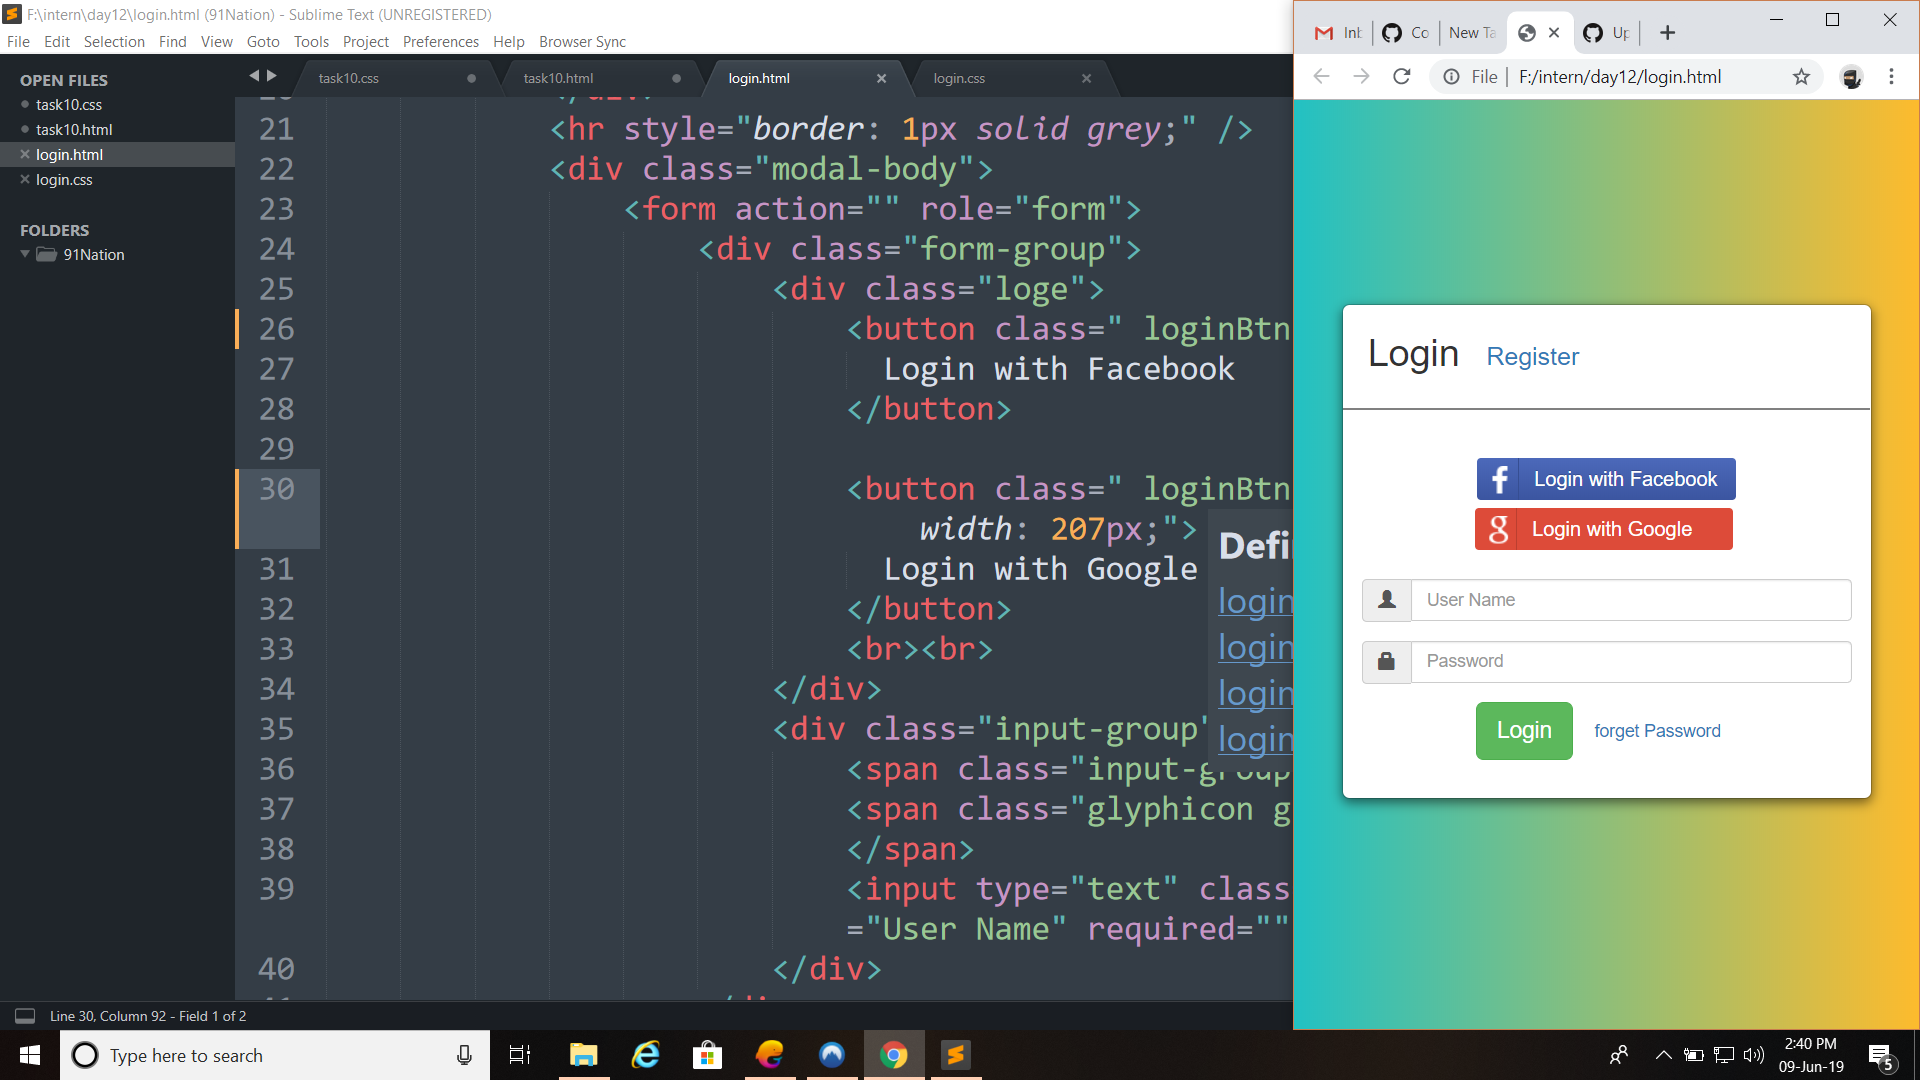 F:\intern\day12\login.html (91Nation) - Sublime Text (UNREGISTERED)
File Edit Selection Find View Goto Tools Project Preferences Help Browser Sync
OPEN FILES
task10.css
task10.html
login.html
login.css
FOLDERS
91Nation
task10.css task10.html login.html login.css
21 <hr style="border: 1px solid grey;" />
22 <div class="modal-body">
23 <form action="" role="form">
24 <div class="form-group">
25 <div class="loge">
26 <button class=" loginBtn
27 Login with Facebook
28 </button>
29
30 <button class=" loginBtn
width: 207px;">
31 Login with Google
32 </button>
33 <br><br>
34 </div>
35 <div class="input-group"
36 <span class="input-group
37 <span class="glyphicon g
38 </span>
39 <input type="text" class
="User Name" required=""
40 </div>
Defi
login
login
login
login
Line 30, Column 92 - Field 1 of 2
Inb Co New Ta Up
File F:/intern/day12/login.html
Login Register
f Login with Facebook
g Login with Google
User Name
Password
Login forget Password
Type here to search
2:40 PM
09-Jun-19
5